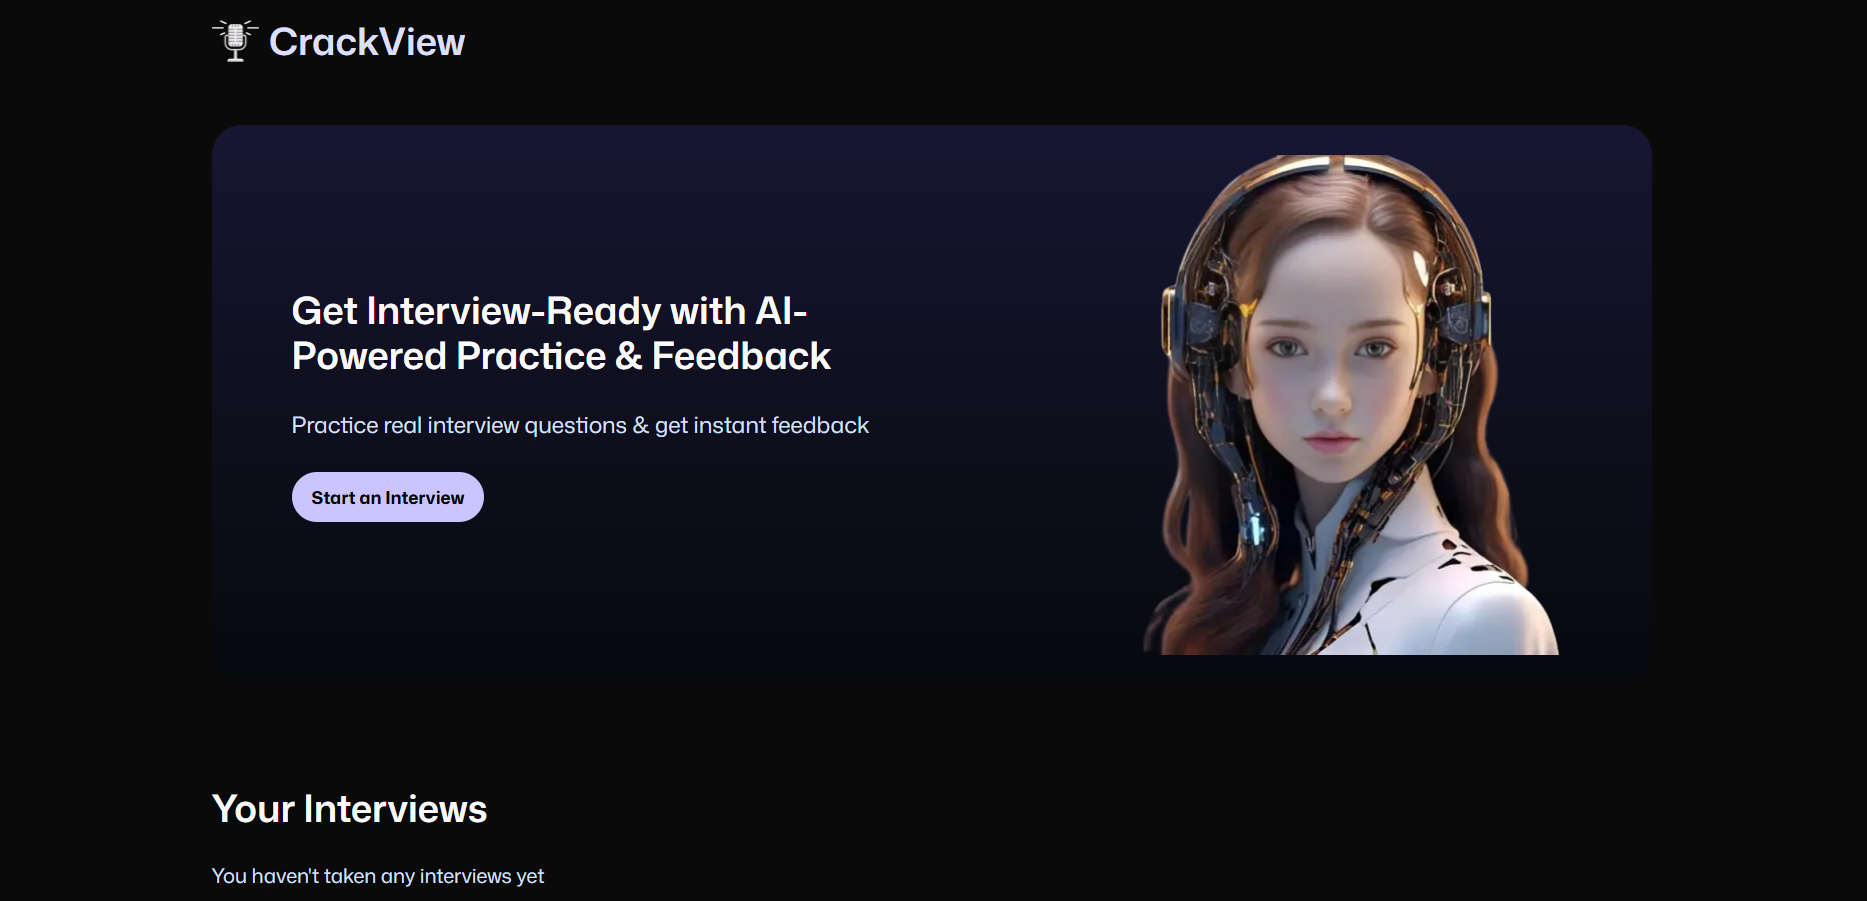 CrackView
Get Interview-Ready with AI-
Powered Practice & Feedback
Practice real interview questions & get instant feedback
Start an Interview
Your Interviews
You haven't taken any interviews yet